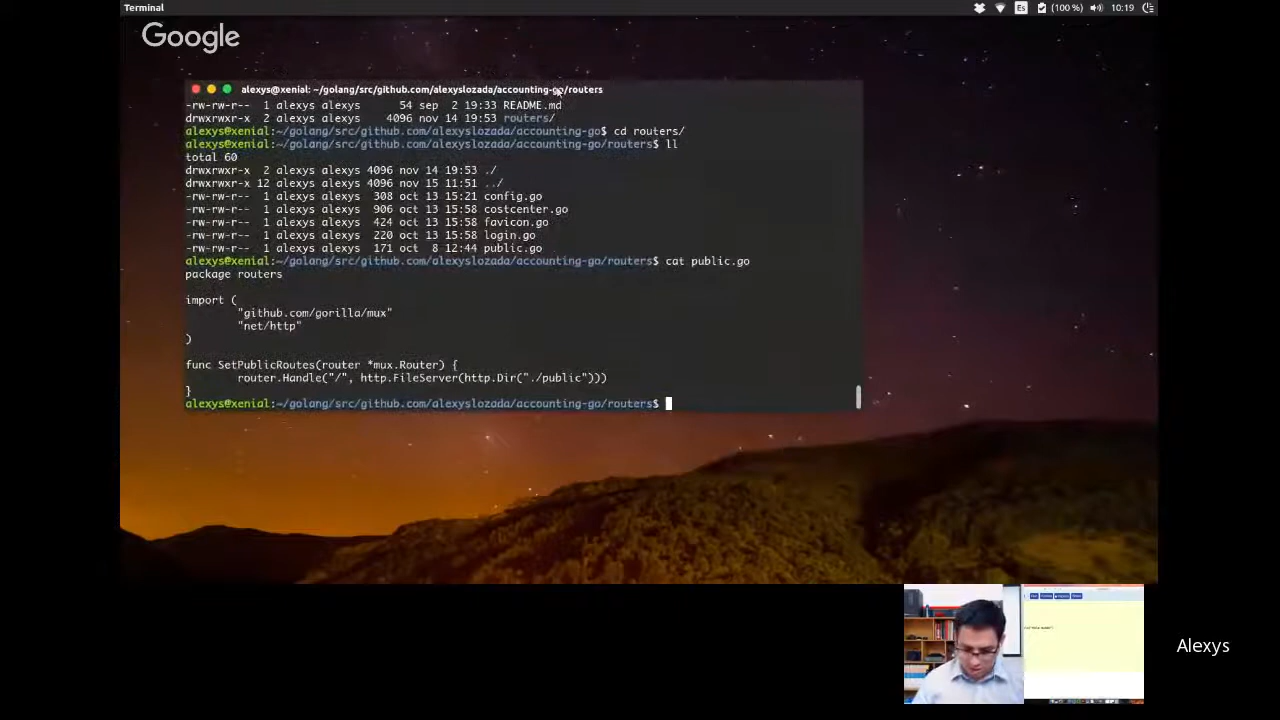 Terminal
Es
(100 %)
10:19
Google
alexys@xenial: ~/golang/src/github.com/alexyslozada/accounting-go/routers
-rw-rw-r-- 1 alexys alexys 54 sep 2 19:33 README.md
drwxrwxr-x 2 alexys alexys 4096 nov 14 19:53 routers/
alexys@xenial:~/golang/src/github.com/alexyslozada/accounting-go$ cd routers/
alexys@xenial:~/golang/src/github.com/alexyslozada/accounting-go/routers$ ll
total 60
drwxrwxr-x 2 alexys alexys 4096 nov 14 19:53 ./
drwxrwxr-x 12 alexys alexys 4096 nov 15 11:51 ../
-rw-rw-r-- 1 alexys alexys 308 oct 13 15:21 config.go
-rw-rw-r-- 1 alexys alexys 906 oct 13 15:58 costcenter.go
-rw-rw-r-- 1 alexys alexys 424 oct 13 15:58 favicon.go
-rw-rw-r-- 1 alexys alexys 220 oct 13 15:58 login.go
-rw-rw-r-- 1 alexys alexys 171 oct 8 12:44 public.go
alexys@xenial:~/golang/src/github.com/alexyslozada/accounting-go/routers$ cat public.go
package routers
import (
"github.com/gorilla/mux"
"net/http"
)
func SetPublicRoutes(router *mux.Router) {
router.Handle("/", http.FileServer(http.Dir("./public")))
}
alexys@xenial:~/golang/src/github.com/alexyslozada/accounting-go/routers$
Alexys